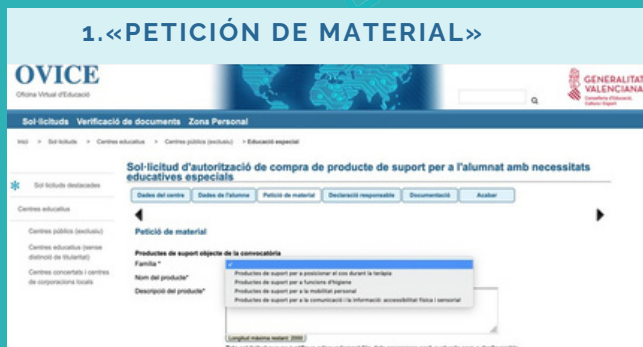 1.«PETICIÓN DE MATERIAL»
OVICE
Oficina Virtual d'Educació
GENERALITAT
VALENCIANA
Conselleria d'Educació,
Cultura i Esport
Sol·licituds Verificació de documents Zona Personal
Inici > Sol·licituds > Centres educatius > Centres públics (exclusiu) > Educació especial
Sol·licitud d'autorització de compra de producte de suport per a l'alumnat amb necessitats
educatives especials
Sol·licituds destacades
Dades del centre Dades de l'alumne Petició de material Declaració responsable Documentació Acabar
Centres educatius
Centres públics (exclusiu)
Centres educatius (sense
distinció de titularitat)
Centres concertats i centres
de corporacions locals
Petició de material
Productes de suport objecte de la convocatòria
Família *
Nom del producte*
Descripció del producte*
Productes de suport per a posicionar el cos durant la teràpia
Productes de suport per a funcions d'higiene
Productes de suport per a la mobilitat personal
Productes de suport per a la comunicació i la informació: accessibilitat física i sensorial
Longitud màxima restant: 2000